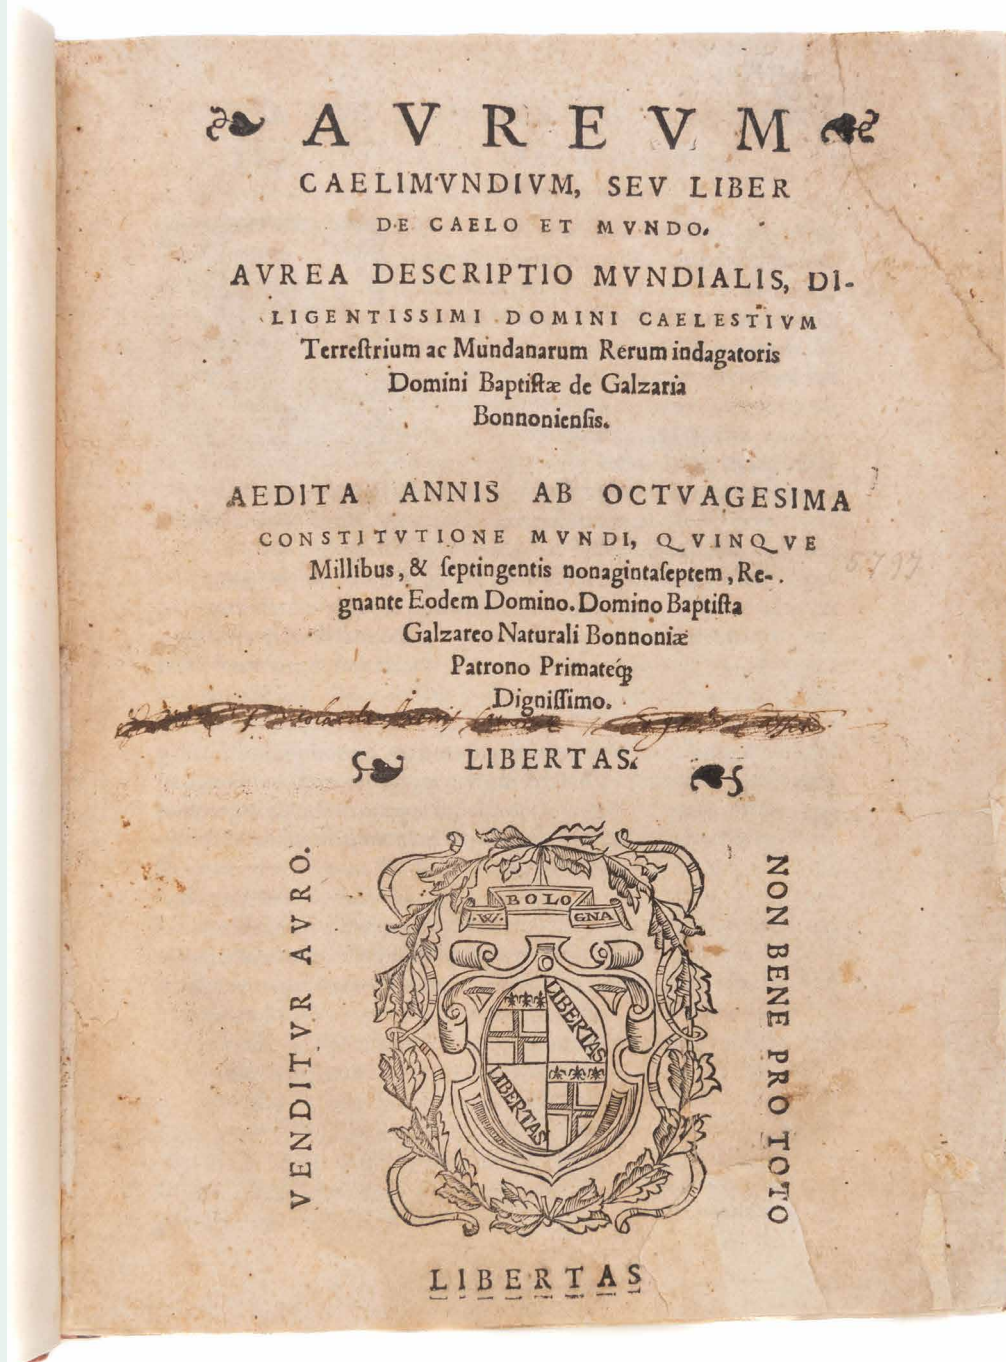 AVREVM
CAELIMVNDIVM, SEV LIBER
DE CAELO ET MVNDO.
AVREA DESCRIPTIO MVNDIALIS, DI-
LIGENTISSIMI DOMINI CAELESTIVM
Terreſtrium ac Mundanarum Rerum indagatoris
Domini Baptiſtæ de Galzaria
Bonnonienſis.
AEDITA ANNIS AB OCTVAGESIMA
CONSTITVTIONE MVNDI, QVINQVE
Millibus, & ſeptingentis nonagintaſeptem, Re-
5797
gnante Eodem Domino. Domino Baptiſta
Galzareo Naturali Bonnoniæ
Patrono Primateq́;
Digniſſimo.
LIBERTAS.
NON BENE PRO TOTO
LIBERTAS
VENDITVR AVRO.
BOLO
.W. GNA
LIBERTAS
LIBERTAS